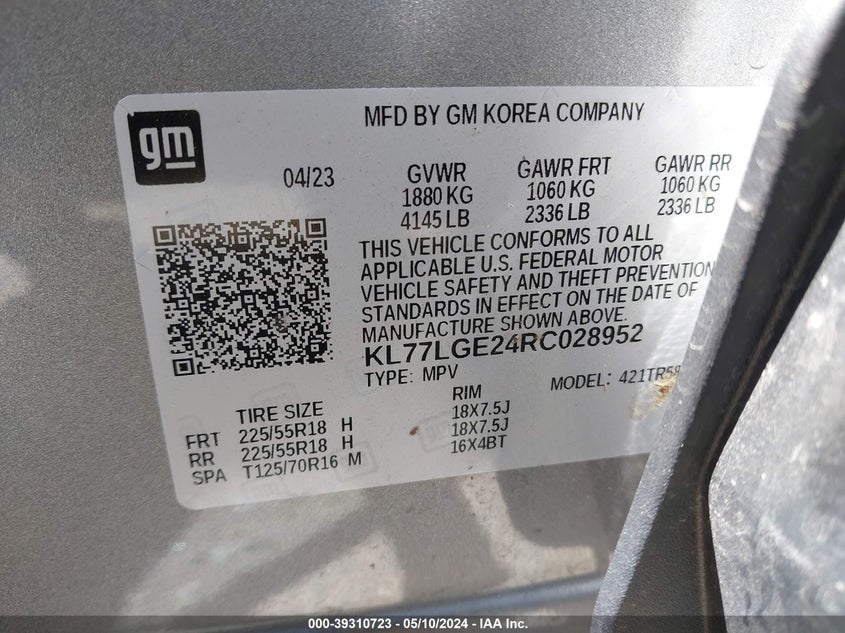 gm
MFD BY GM KOREA COMPANY
04/23 GVWR GAWR FRT GAWR RR
1880 KG 1060 KG 1060 KG
4145 LB 2336 LB 2336 LB
THIS VEHICLE CONFORMS TO ALL
APPLICABLE U.S. FEDERAL MOTOR
VEHICLE SAFETY AND THEFT PREVENTION
STANDARDS IN EFFECT ON THE DATE OF
MANUFACTURE SHOWN ABOVE.
KL77LGE24RC028952
TYPE: MPV MODEL: 421TR58
TIRE SIZE RIM
FRT 225/55R18 H 18X7.5J
RR 225/55R18 H 18X7.5J
SPA T125/70R16 M 16X4BT
000-39310723 - 05/10/2024 - IAA Inc.